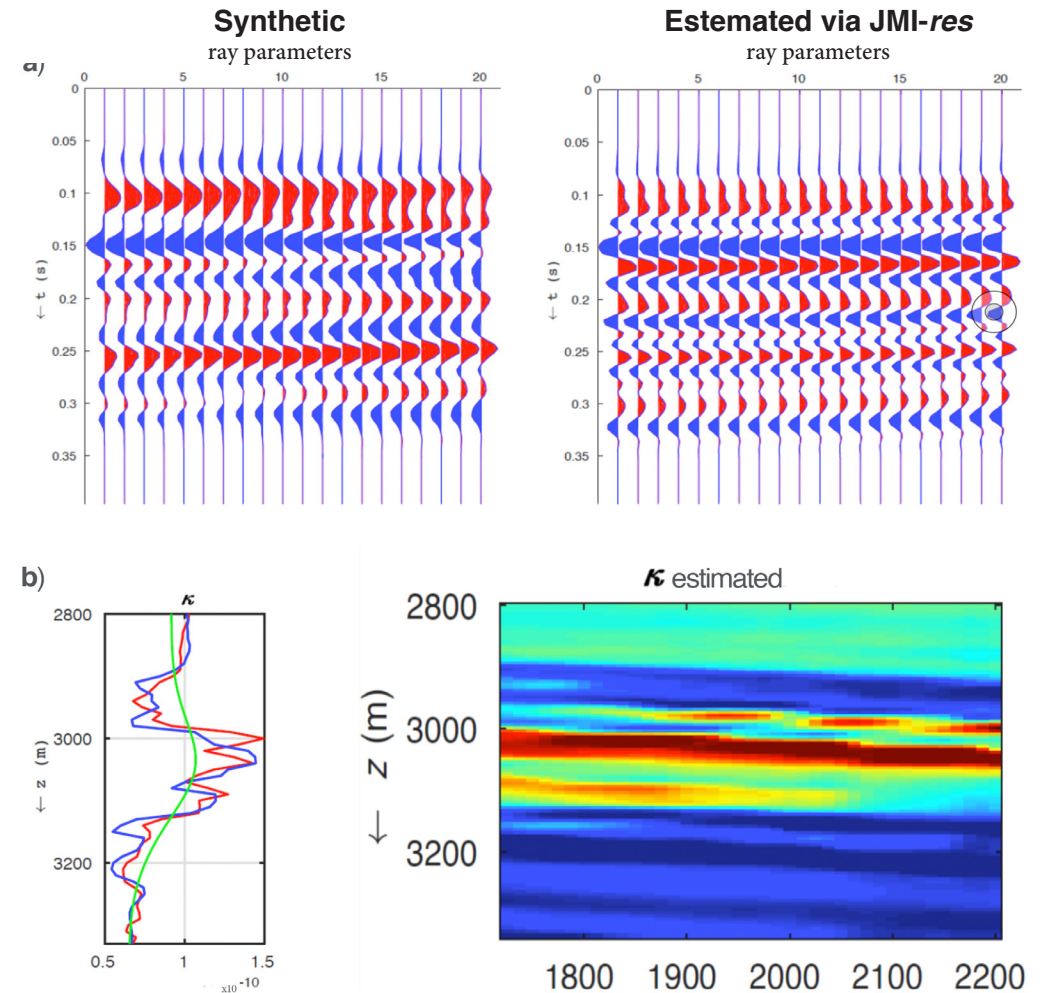 Synthetic
Estemated via JMI-res
ray parameters
ray parameters
a)
0 5 10 15 20
0 5 10 15 20
0
0.05
0.1
0.15
0.2
0.25
0.3
0.35
← t (s)
0
0.05
0.1
0.15
0.2
0.25
0.3
0.35
← t (s)
b)
κ
2800
3000
3200
← z (m)
0.5 1 1.5
x10 -10
κ estimated
2800
3000
3200
← z (m)
1800 1900 2000 2100 2200